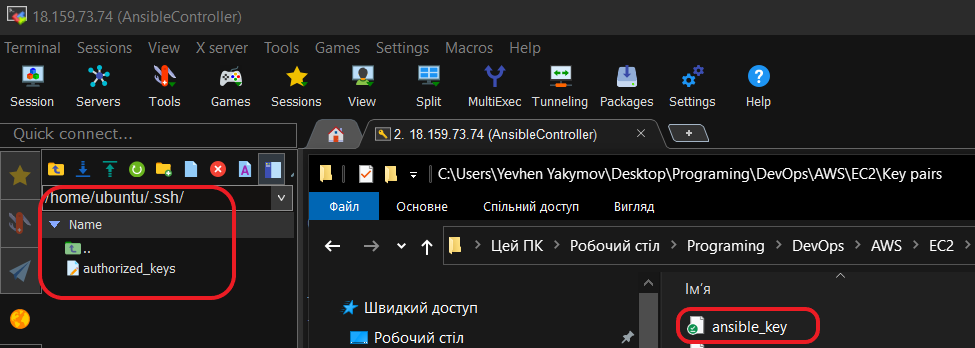 18.159.73.74 (AnsibleController)
Terminal Sessions View X server Tools Games Settings Macros Help
Session Servers Tools Games Sessions View Split MultiExec Tunneling Packages Settings Help
Quick connect...
2. 18.159.73.74 (AnsibleController)
/home/ubuntu/.ssh/
Name
..
authorized_keys
C:\Users\Yevhen Yakymov\Desktop\Programing\DevOps\AWS\EC2\Key pairs
Файл Основне Спільний доступ Вигляд
Цей ПК Робочий стіл Programing DevOps AWS EC2
Ім'я
Швидкий доступ
ansible_key
Робочий стіл